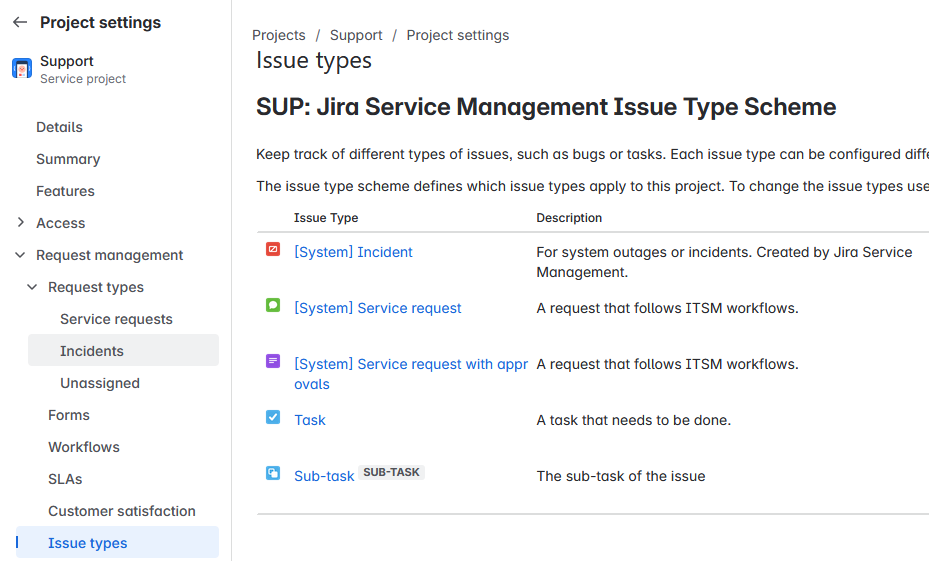 Project settings
Support
Service project
Details
Summary
Features
Access
Request management
Request types
Service requests
Incidents
Unassigned
Forms
Workflows
SLAs
Customer satisfaction
Issue types
Projects / Support / Project settings
Issue types
SUP: Jira Service Management Issue Type Scheme
Keep track of different types of issues, such as bugs or tasks. Each issue type can be configured
The issue type scheme defines which issue types apply to this project. To change the issue types
Issue Type Description
[System] Incident For system outages or incidents. Created by Jira Service
Management.
[System] Service request A request that follows ITSM workflows.
[System] Service request with appr A request that follows ITSM workflows.
ovals
Task A task that needs to be done.
Sub-task SUB-TASK The sub-task of the issue